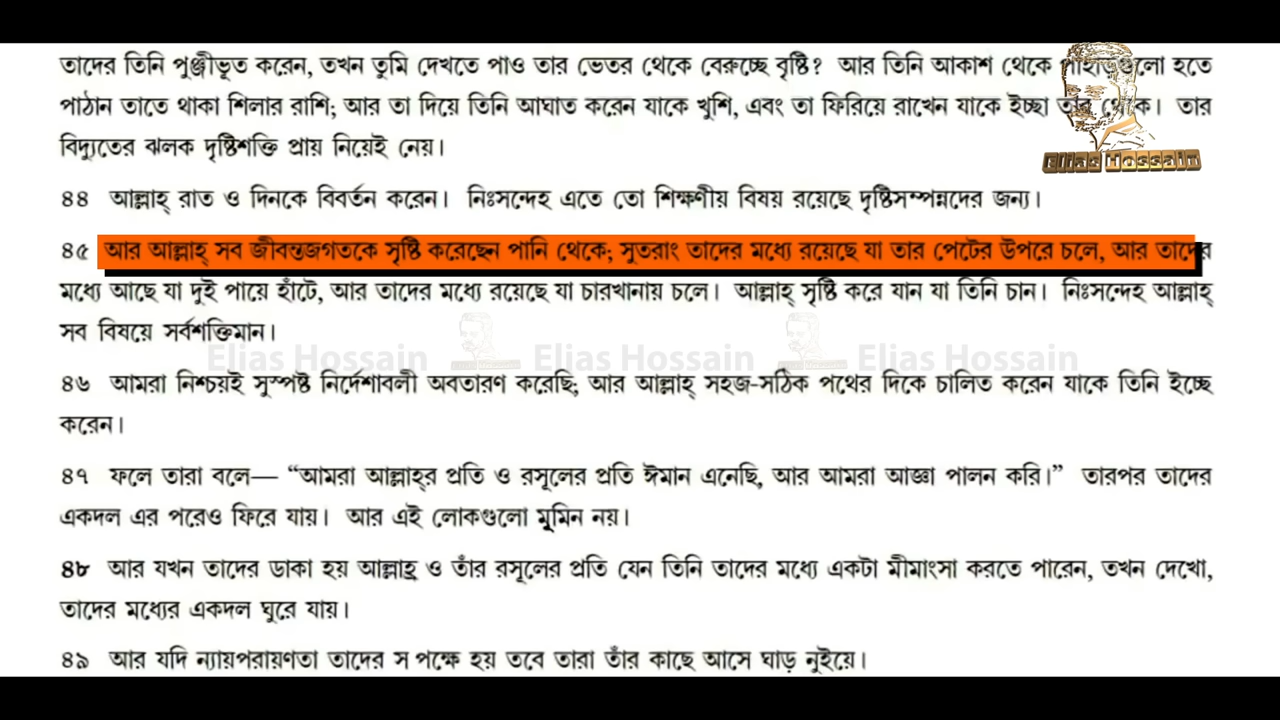 তাদের তিনি পুঞ্জীভূত করেন, তখন তুমি দেখতে পাও তার ভেতর থেকে বেরুচ্ছে বৃষ্টি? আর তিনি আকাশ থেকে পাহাড়গুলো হতে
পাঠান তাতে থাকা শিলার রাশি; আর তা দিয়ে তিনি আঘাত করেন যাকে খুশি, এবং তা ফিরিয়ে রাখেন যাকে ইচ্ছা তার থেকে। তার
বিদ্যুতের ঝলক দৃষ্টিশক্তি প্রায় নিয়েই নেয়।
Elias Hossain
৪৪ আল্লাহ্ রাত ও দিনকে বিবর্তন করেন। নিঃসন্দেহ এতে তো শিক্ষণীয় বিষয় রয়েছে দৃষ্টিসম্পন্নদের জন্য।
৪৫ আর আল্লাহ্ সব জীবন্তজগতকে সৃষ্টি করেছেন পানি থেকে; সুতরাং তাদের মধ্যে রয়েছে যা তার পেটের উপরে চলে, আর তাদের
মধ্যে আছে যা দুই পায়ে হাঁটে, আর তাদের মধ্যে রয়েছে যা চারখানায় চলে। আল্লাহ্ সৃষ্টি করে যান যা তিনি চান। নিঃসন্দেহ আল্লাহ্
সব বিষয়ে সর্বশক্তিমান।
Elias Hossain Elias Hossain Elias Hossain
৪৬ আমরা নিশ্চয়ই সুস্পষ্ট নির্দেশাবলী অবতারণ করেছি; আর আল্লাহ্ সহজ-সঠিক পথের দিকে চালিত করেন যাকে তিনি ইচ্ছে
করেন।
৪৭ ফলে তারা বলে— “আমরা আল্লাহ্‌র প্রতি ও রসূলের প্রতি ঈমান এনেছি, আর আমরা আজ্ঞা পালন করি।” তারপর তাদের
একদল এর পরেও ফিরে যায়। আর এই লোকগুলো মুমিন নয়।
৪৮ আর যখন তাদের ডাকা হয় আল্লাহ্র ও তাঁর রসূলের প্রতি যেন তিনি তাদের মধ্যে একটা মীমাংসা করতে পারেন, তখন দেখো,
তাদের মধ্যের একদল ঘুরে যায়।
৪৯ আর যদি ন্যায়পরায়ণতা তাদের স পক্ষে হয় তবে তারা তাঁর কাছে আসে ঘাড় নুইয়ে।